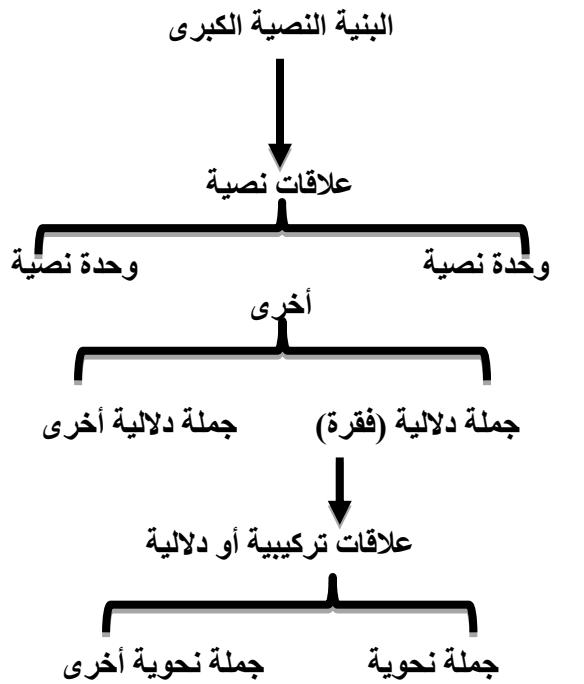 البنية النصية الكبرى
علاقات نصية
وحدة نصية وحدة نصية
أخرى
جملة دلالية (فقرة) جملة دلالية أخرى
علاقات تركيبية أو دلالية
جملة نحوية جملة نحوية أخرى